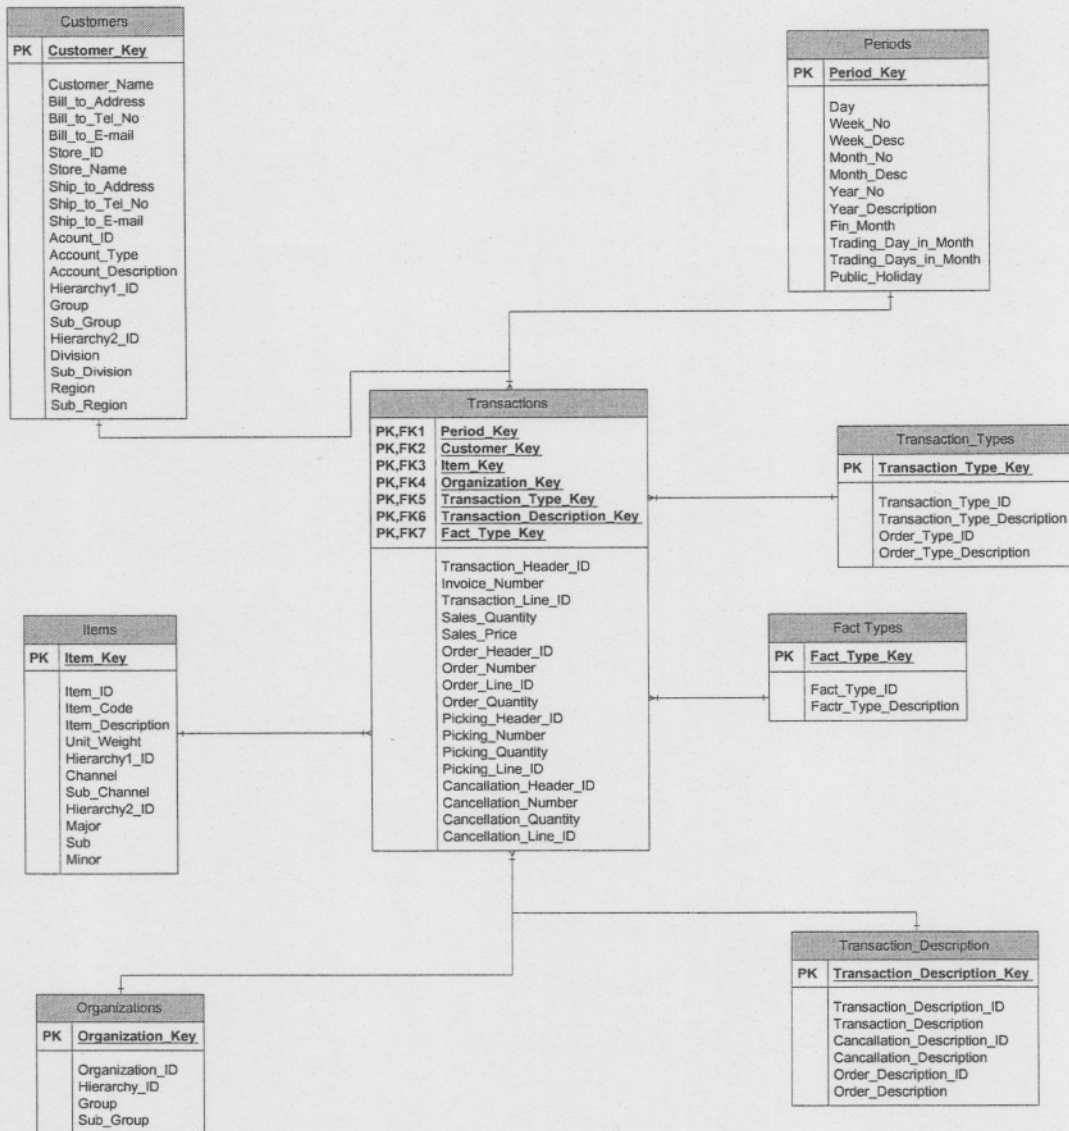 Customers
PK Customer_Key
Customer_Name
Bill_to_Address
Bill_to_Tel_No
Bill_to_E-mail
Store_ID
Store_Name
Ship_to_Address
Ship_to_Tel_No
Ship_to_E-mail
Acount_ID
Account_Type
Account_Description
Hierarchy1_ID
Group
Sub_Group
Hierarchy2_ID
Division
Sub_Division
Region
Sub_Region
Periods
PK Period_Key
Day
Week_No
Week_Desc
Month_No
Month_Desc
Year_No
Year_Description
Fin_Month
Trading_Day_in_Month
Trading_Days_in_Month
Public_Holiday
Transactions
PK,FK1 Period_Key
PK,FK2 Customer_Key
PK,FK3 Item_Key
PK,FK4 Organization_Key
PK,FK5 Transaction_Type_Key
PK,FK6 Transaction_Description_Key
PK,FK7 Fact_Type_Key
Transaction_Header_ID
Invoice_Number
Transaction_Line_ID
Sales_Quantity
Sales_Price
Order_Header_ID
Order_Number
Order_Line_ID
Order_Quantity
Picking_Header_ID
Picking_Number
Picking_Quantity
Picking_Line_ID
Cancallation_Header_ID
Cancellation_Number
Cancellation_Quantity
Cancellation_Line_ID
Transaction_Types
PK Transaction_Type_Key
Transaction_Type_ID
Transaction_Type_Description
Order_Type_ID
Order_Type_Description
Items
PK Item_Key
Item_ID
Item_Code
Item_Description
Unit_Weight
Hierarchy1_ID
Channel
Sub_Channel
Hierarchy2_ID
Major
Sub
Minor
Fact Types
PK Fact_Type_Key
Fact_Type_ID
Factr_Type_Description
Organizations
PK Organization_Key
Organization_ID
Hierarchy_ID
Group
Sub_Group
Transaction_Description
PK Transaction_Description_Key
Transaction_Description_ID
Transaction_Description
Cancallation_Description_ID
Cancallation_Description
Order_Description_ID
Order_Description